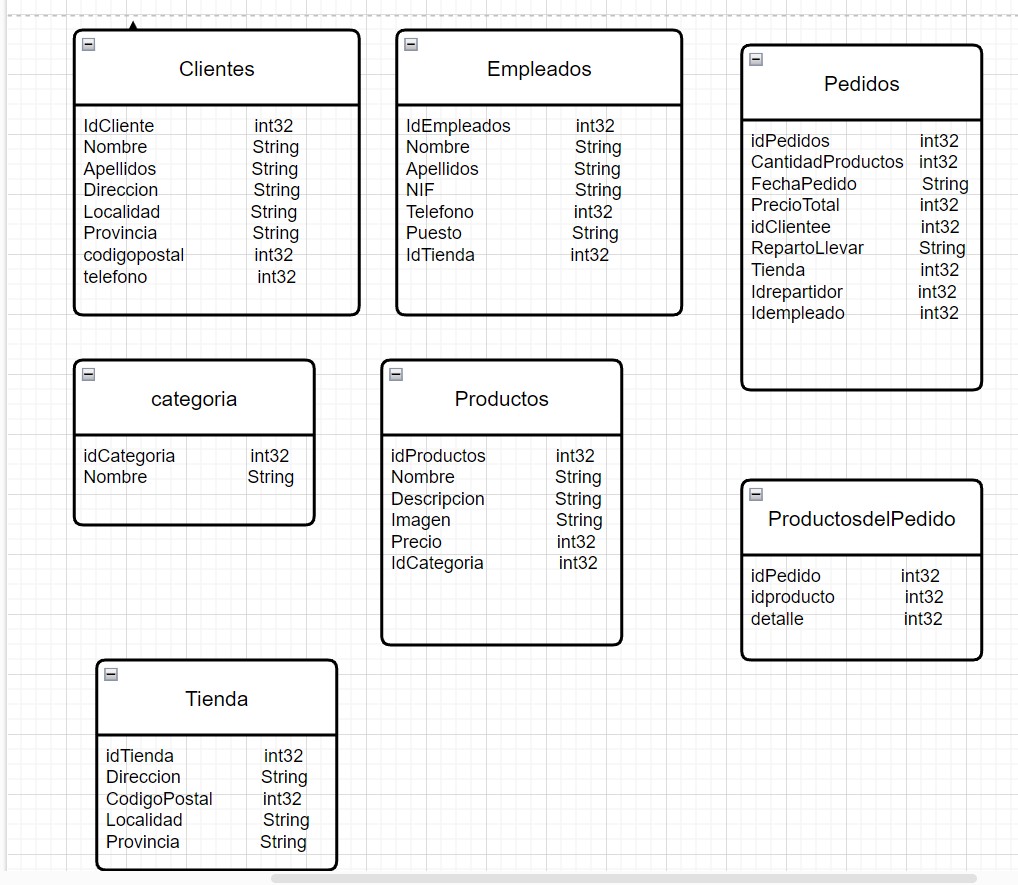 Clientes
IdCliente int32
Nombre String
Apellidos String
Direccion String
Localidad String
Provincia String
codigopostal int32
telefono int32
Empleados
IdEmpleados int32
Nombre String
Apellidos String
NIF String
Telefono int32
Puesto String
IdTienda int32
Pedidos
idPedidos int32
CantidadProductos int32
FechaPedido String
PrecioTotal int32
idClientee int32
RepartoLlevar String
Tienda int32
Idrepartidor int32
Idempleado int32
categoria
idCategoria int32
Nombre String
Productos
idProductos int32
Nombre String
Descripcion String
Imagen String
Precio int32
IdCategoria int32
ProductosdelPedido
idPedido int32
idproducto int32
detalle int32
Tienda
idTienda int32
Direccion String
CodigoPostal int32
Localidad String
Provincia String